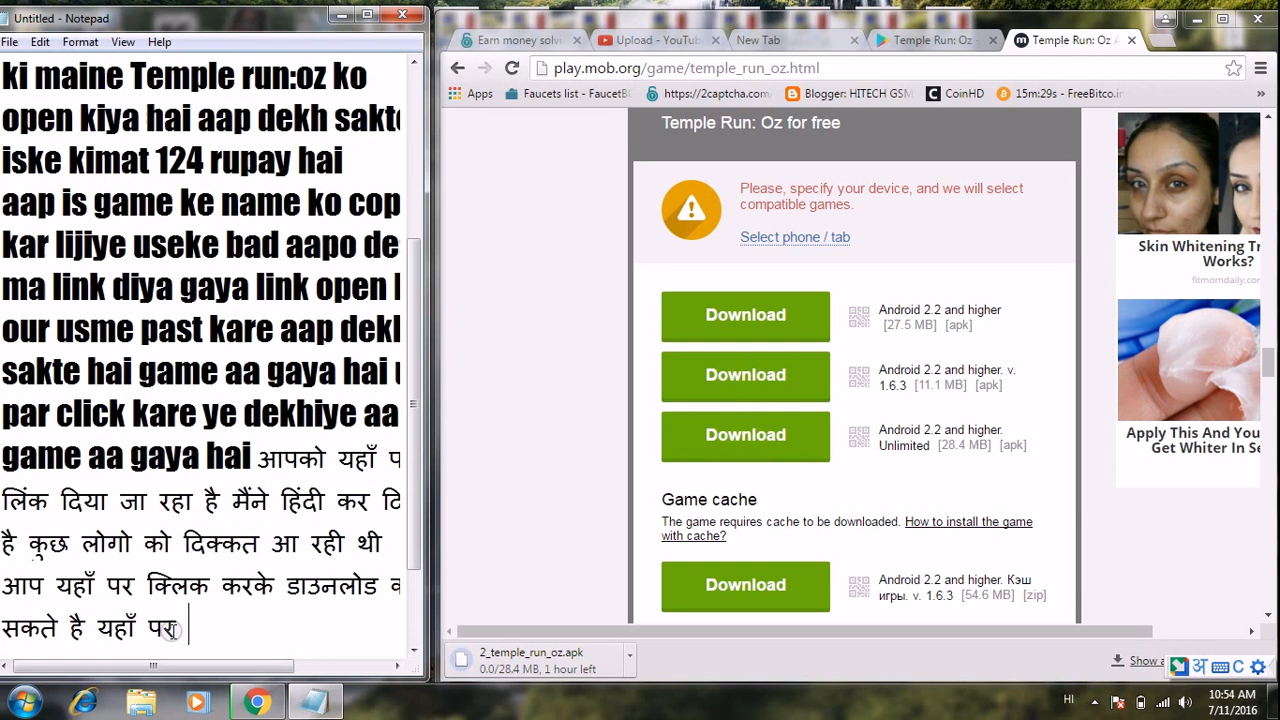 Untitled - Notepad
File Edit Format View Help
ki maine Temple run:oz ko
open kiya hai aap dekh sakte
iske kimat 124 rupay hai
aap is game ke name ko cop
kar lijiye useke bad aapo de
ma link diya gaya link open
our usme past kare aap dekl
sakte hai game aa gaya hai
par click kare ye dekhiye aa
game aa gaya hai आपको यहाँ
लिंक दिया जा रहा है मैंने हिंदी कर
है कुछ लोगो को दिक्कत आ रही थी
आप यहाँ पर क्लिक करके डाउनलोड
सकते है यहाँ पर
Earn money solvi
Upload - YouTub
New Tab
Temple Run: Oz -
Temple Run: Oz A
play.mob.org/game/temple_run_oz.html
Apps Faucets list - FaucetB https://2captcha.com/ Blogger: HITECH GSM CoinHD 15m:29s - FreeBitco.in
Temple Run: Oz for free
Please, specify your device, and we will select
compatible games.
Select phone / tab
Download
Android 2.2 and higher
[27.5 MB] [apk]
Download
Android 2.2 and higher. v.
1.6.3 [11.1 MB] [apk]
Download
Android 2.2 and higher.
Unlimited [28.4 MB] [apk]
Game cache
The game requires cache to be downloaded. How to install the game
with cache?
Download
Android 2.2 and higher. Кэш
игры. v. 1.6.3 [54.6 MB] [zip]
Skin Whitening Tr
Works?
fitmomdaily.com
Apply This And You
Get Whiter In Se
2_temple_run_oz.apk
0.0/28.4 MB, 1 hour left
Show a
अ
HI
10:54 AM
7/11/2016